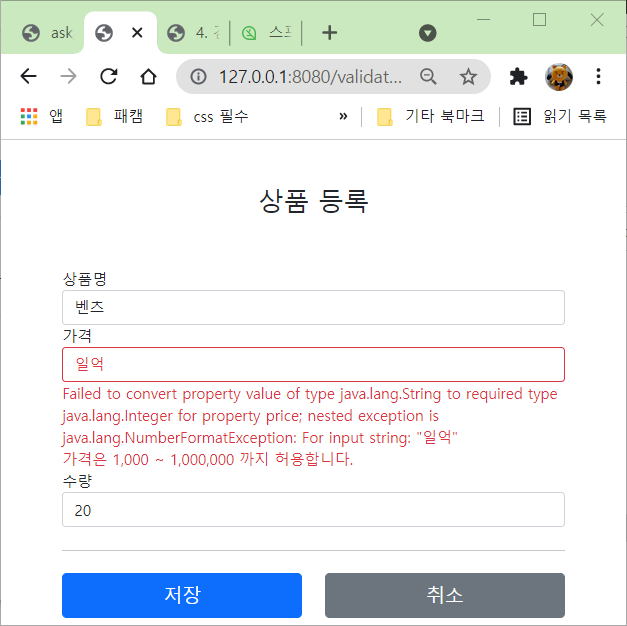 ask
4.
127.0.0.1:8080/validat...
앱 패캠 css 필수 » 기타 북마크 읽기 목록
상품 등록
상품명
벤츠
가격
일억
Failed to convert property value of type java.lang.String to required type
java.lang.Integer for property price; nested exception is
java.lang.NumberFormatException: For input string: "일억"
가격은 1,000 ~ 1,000,000 까지 허용합니다.
수량
20
저장 취소